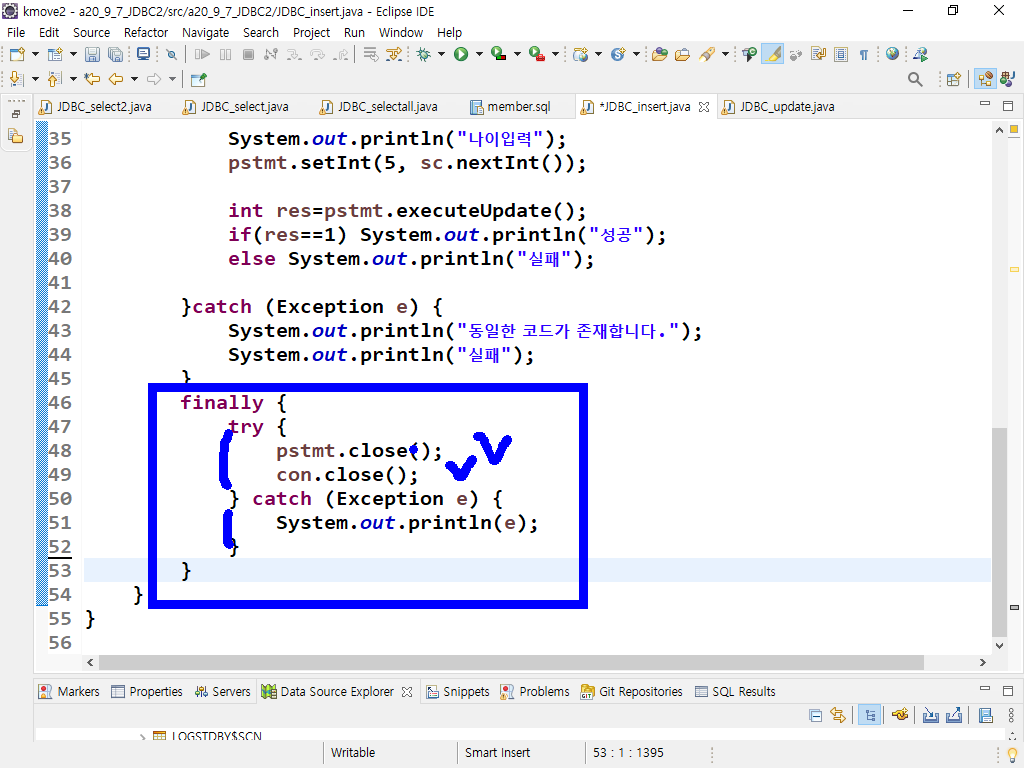 kmove2 - a20_9_7_JDBC2/src/a20_9_7_JDBC2/JDBC_insert.java - Eclipse IDE
File Edit Source Refactor Navigate Search Project Run Window Help
JDBC_select2.java JDBC_select.java JDBC_selectall.java member.sql *JDBC_insert.java JDBC_update.java
35 System.out.println("나이입력");
36 pstmt.setInt(5, sc.nextInt());
37
38 int res=pstmt.executeUpdate();
39 if(res==1) System.out.println("성공");
40 else System.out.println("실패");
41
42 }catch (Exception e) {
43 System.out.println("동일한 코드가 존재합니다.");
44 System.out.println("실패");
45 }
46 finally {
47 try {
48 pstmt.close();
49 con.close();
50 } catch (Exception e) {
51 System.out.println(e);
52 }
53 }
54 }
55 }
56
Markers Properties Servers Data Source Explorer Snippets Problems Git Repositories SQL Results
LOGSTDBY$SCN
Writable Smart Insert 53 : 1 : 1395